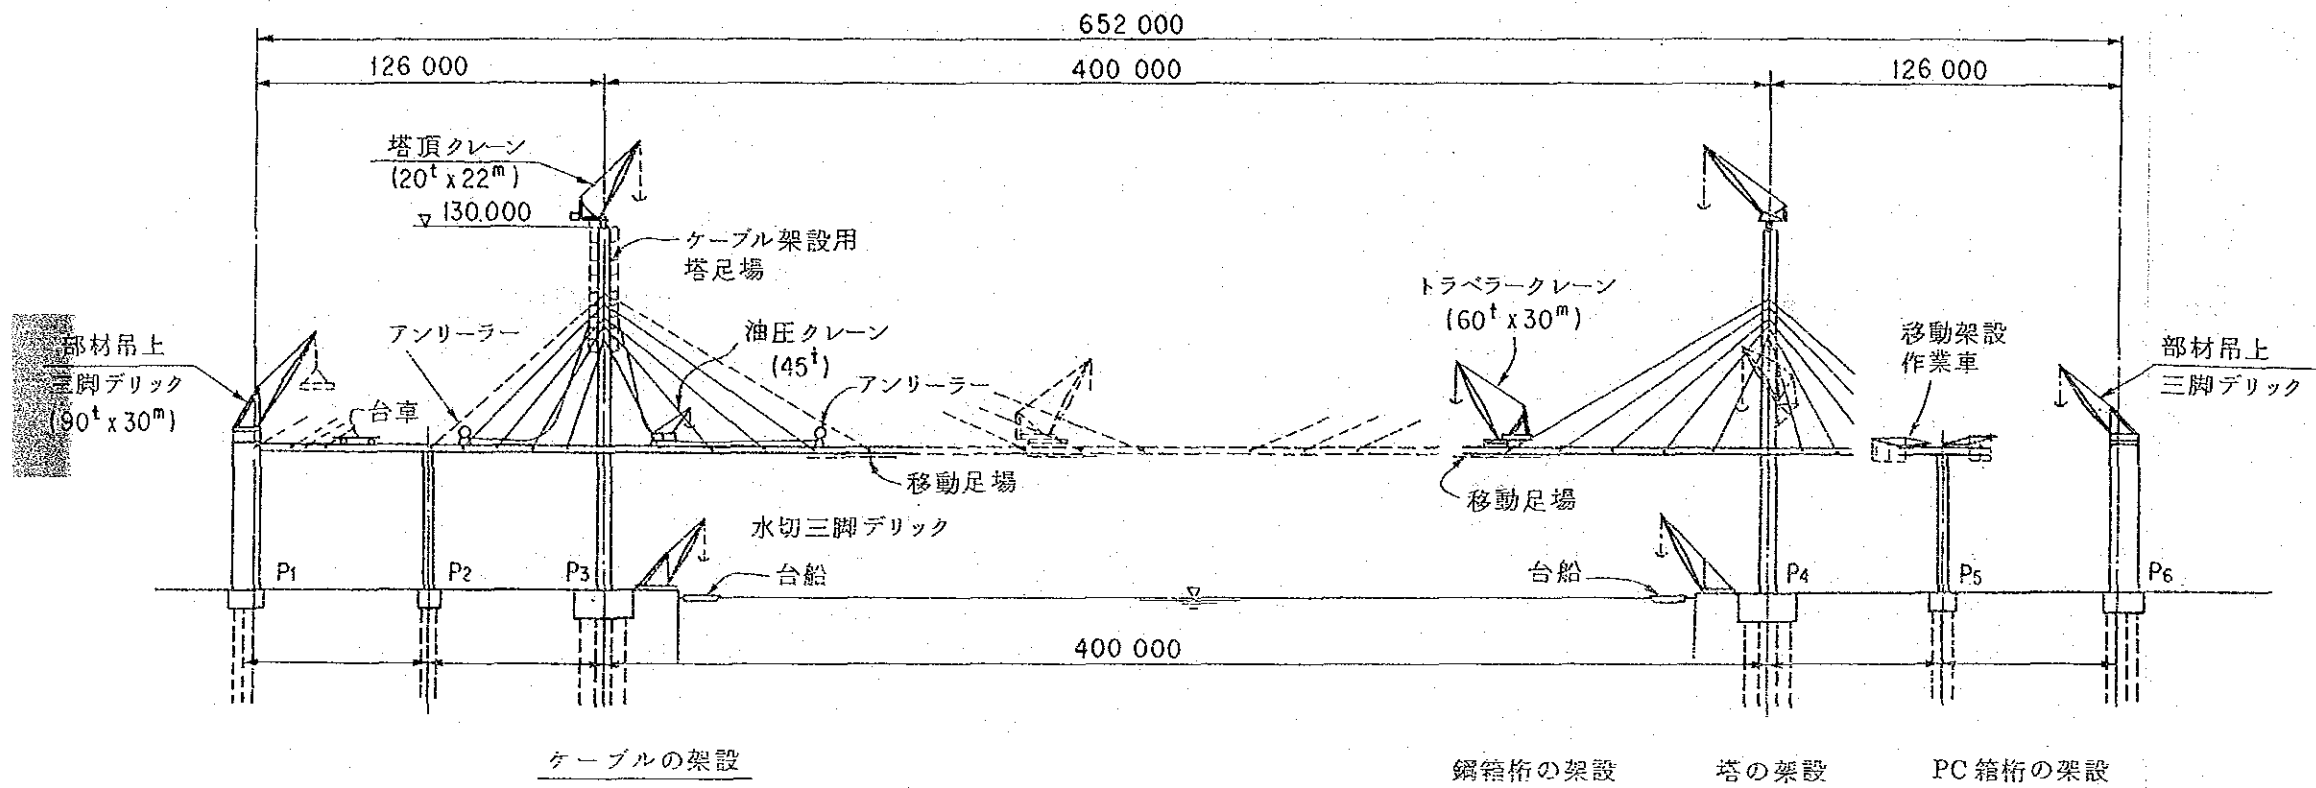 652 000
126 000
400 000
126 000
塔頂クレーン
(20t x 22m)
130.000
ケーブル架設用
塔足場
トラベラークレーン
(60t x 30m)
アンリーラー
油圧クレーン
(45t)
アンリーラー
移動架設
作業車
部材吊上
三脚デリック
(90t x 30m)
部材吊上
三脚デリック
台車
移動足場
移動足場
水切三脚デリック
台船
台船
P1
P2
P3
P4
P5
P6
400 000
ケーブルの架設
鋼箱桁の架設
塔の架設
PC箱桁の架設